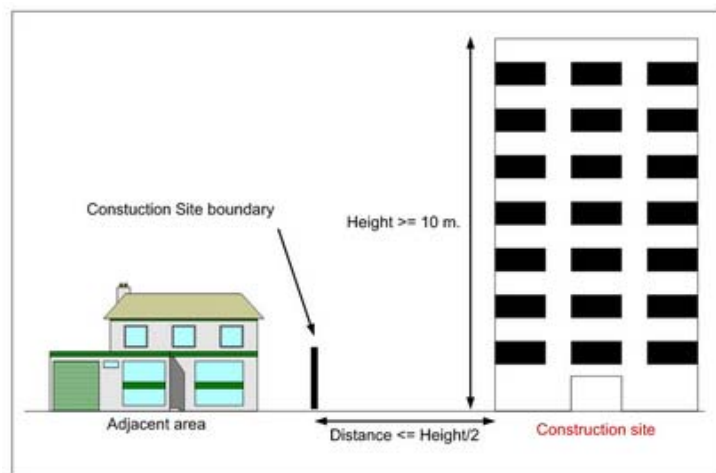 Constuction Site boundary
Height >= 10 m.
Adjacent area
Distance <= Height/2
Construction site